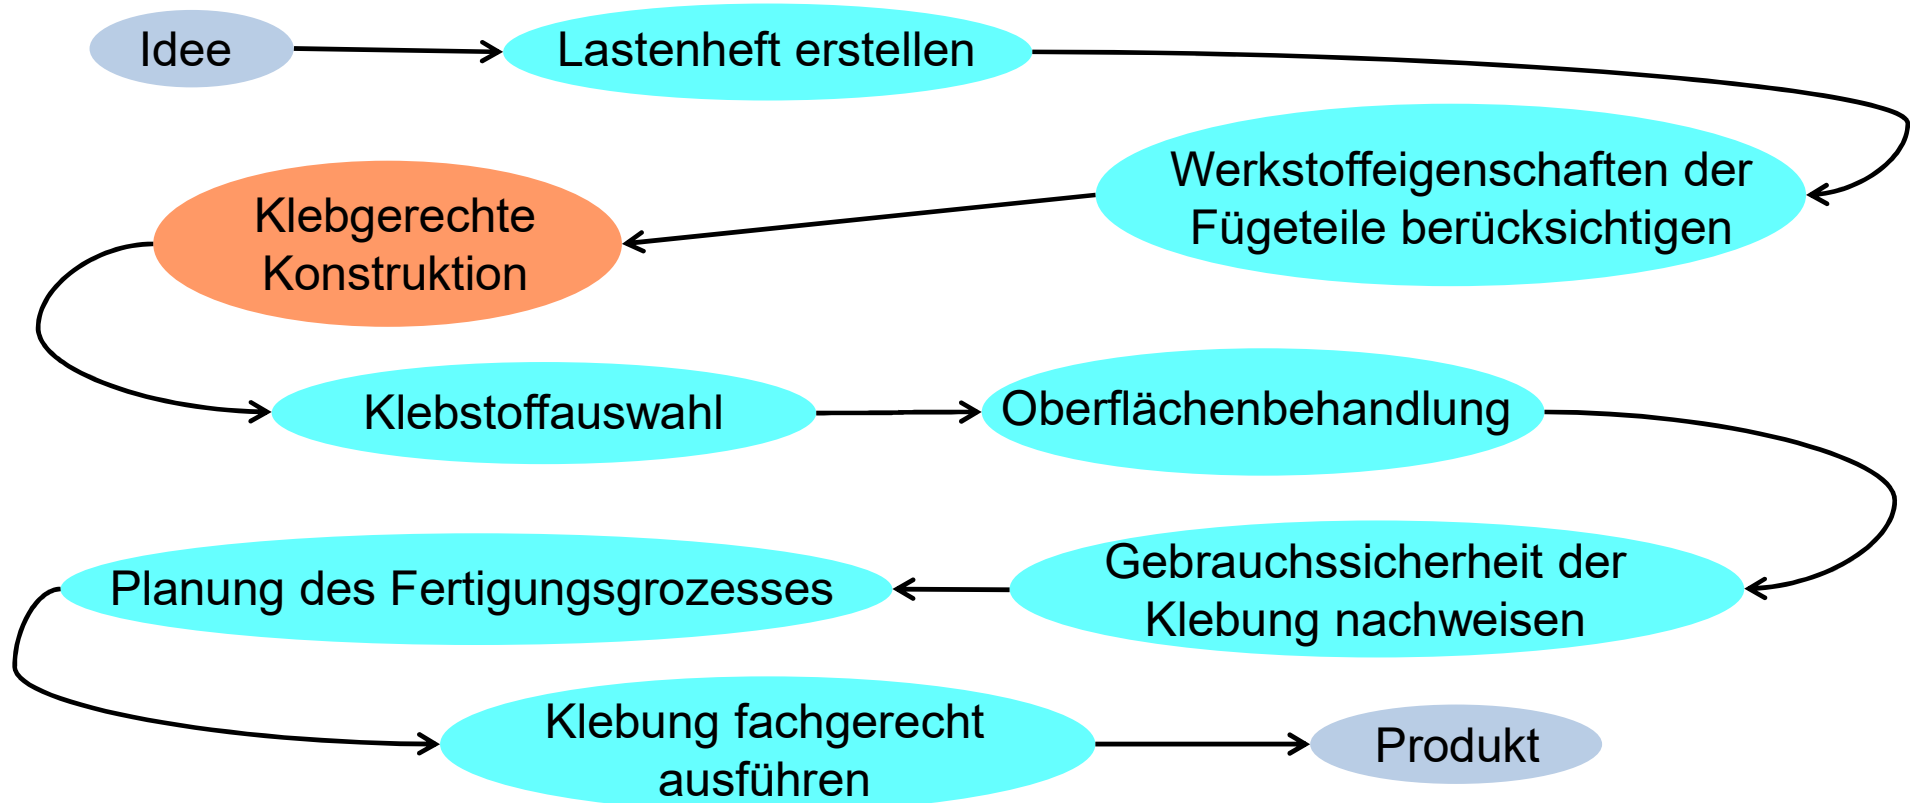 Idee
Lastenheft erstellen
Werkstoffeigenschaften der
Fügeteile berücksichtigen
Klebgerechte
Konstruktion
Klebstoffauswahl
Oberflächenbehandlung
Gebrauchssicherheit der
Klebung nachweisen
Planung des Fertigungsgrozesses
Klebung fachgerecht
ausführen
Produkt